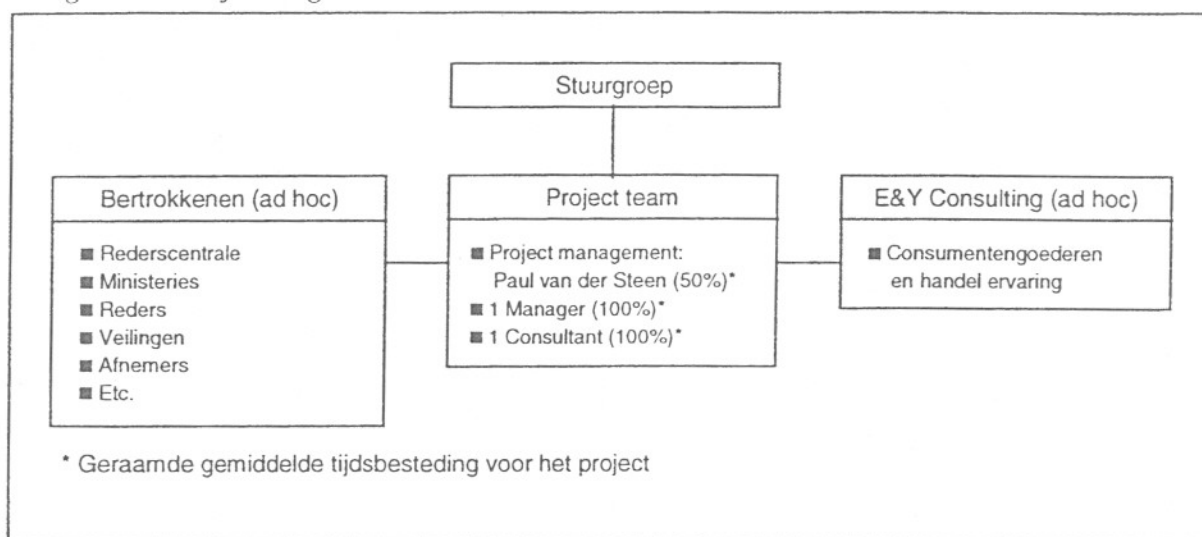 Stuurgroep
Bertrokkenen (ad hoc)
■ Rederscentrale
■ Ministeries
■ Reders
■ Veilingen
■ Afnemers
■ Etc.
Project team
■ Project management:
Paul van der Steen (50%)*
■ 1 Manager (100%)*
■ 1 Consultant (100%)*
E&Y Consulting (ad hoc)
■ Consumentengoederen
en handel ervaring
* Geraamde gemiddelde tijdsbesteding voor het project